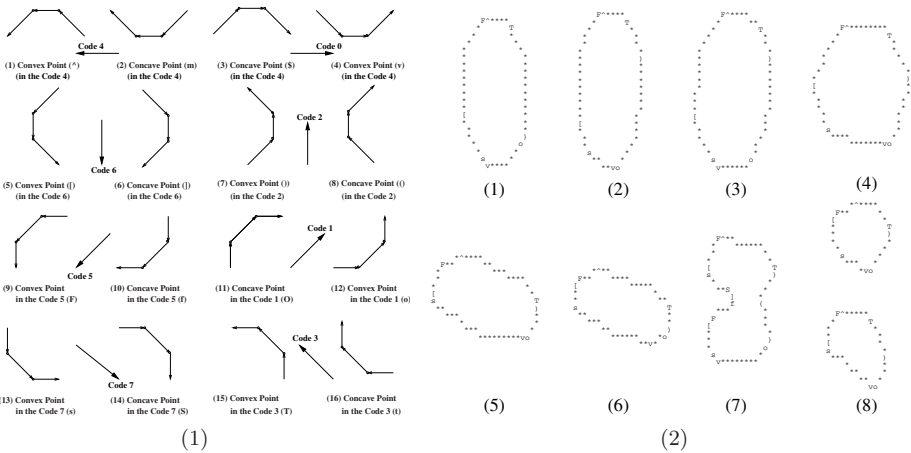 Code 4
Code 0
(1) Convex Point (^)
(in the Code 4)
(2) Concave Point (m)
(in the Code 4)
(3) Concave Point ($)
(in the Code 4)
(4) Convex Point (v)
(in the Code 4)
Code 6
Code 2
(5) Convex Point ([)
(in the Code 6)
(6) Concave Point (])
(in the Code 6)
(7) Convex Point ())
(in the Code 2)
(8) Concave Point (()
(in the Code 2)
Code 5
Code 1
(9) Convex Point
in the Code 5 (F)
(10) Concave Point
in the Code 5 (f)
(11) Concave Point
in the Code 1 (O)
(12) Convex Point
in the Code 1 (o)
Code 7
Code 3
(13) Convex Point
in the Code 7 (s)
(14) Concave Point
in the Code 7 (S)
(15) Convex Point
in the Code 3 (T)
(16) Concave Point
in the Code 3 (t)
(1)
(1)
(2)
(3)
(4)
(5)
(6)
(7)
(8)
(2)